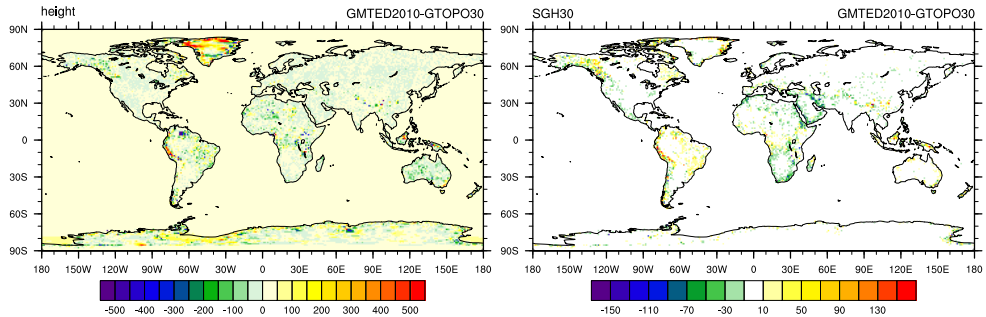 height GMTED2010-GTOPO30
90N
60N
30N
0
30S
60S
90S
180 150W 120W 90W 60W 30W 0 30E 60E 90E 120E 150E 180
-500 -400 -300 -200 -100 0 100 200 300 400 500
SGH30 GMTED2010-GTOPO30
90N
60N
30N
0
30S
60S
90S
180 150W 120W 90W 60W 30W 0 30E 60E 90E 120E 150E 180
-150 -110 -70 -30 10 50 90 130